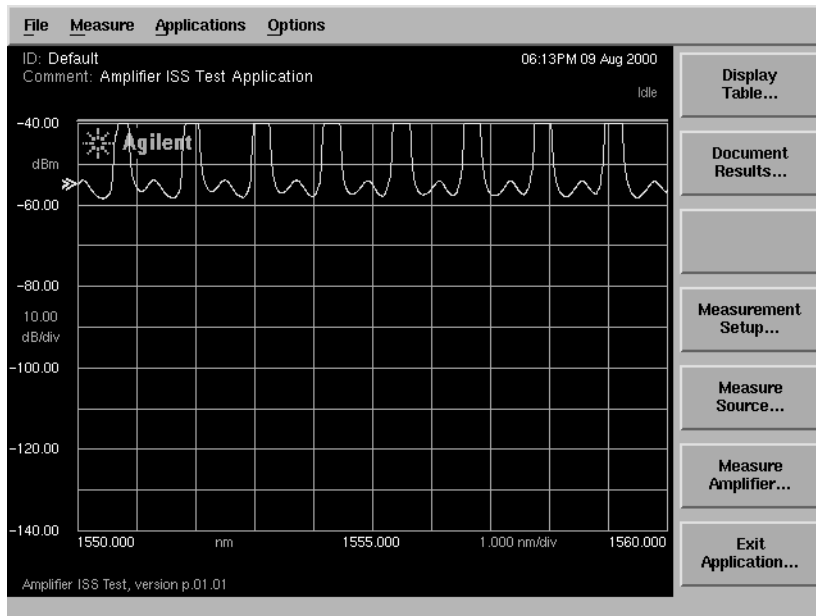 File Measure Applications Options
ID: Default
06:13PM 09 Aug 2000
Comment: Amplifier ISS Test Application
Idle
Agilent
-40.00
dBm
-60.00
-80.00
10.00
dB/div
-100.00
-120.00
-140.00
1550.000 nm 1555.000 1.000 nm/div 1560.000
Amplifier ISS Test, version p.01.01
Display
Table...
Document
Results...
Measurement
Setup...
Measure
Source...
Measure
Amplifier...
Exit
Application...